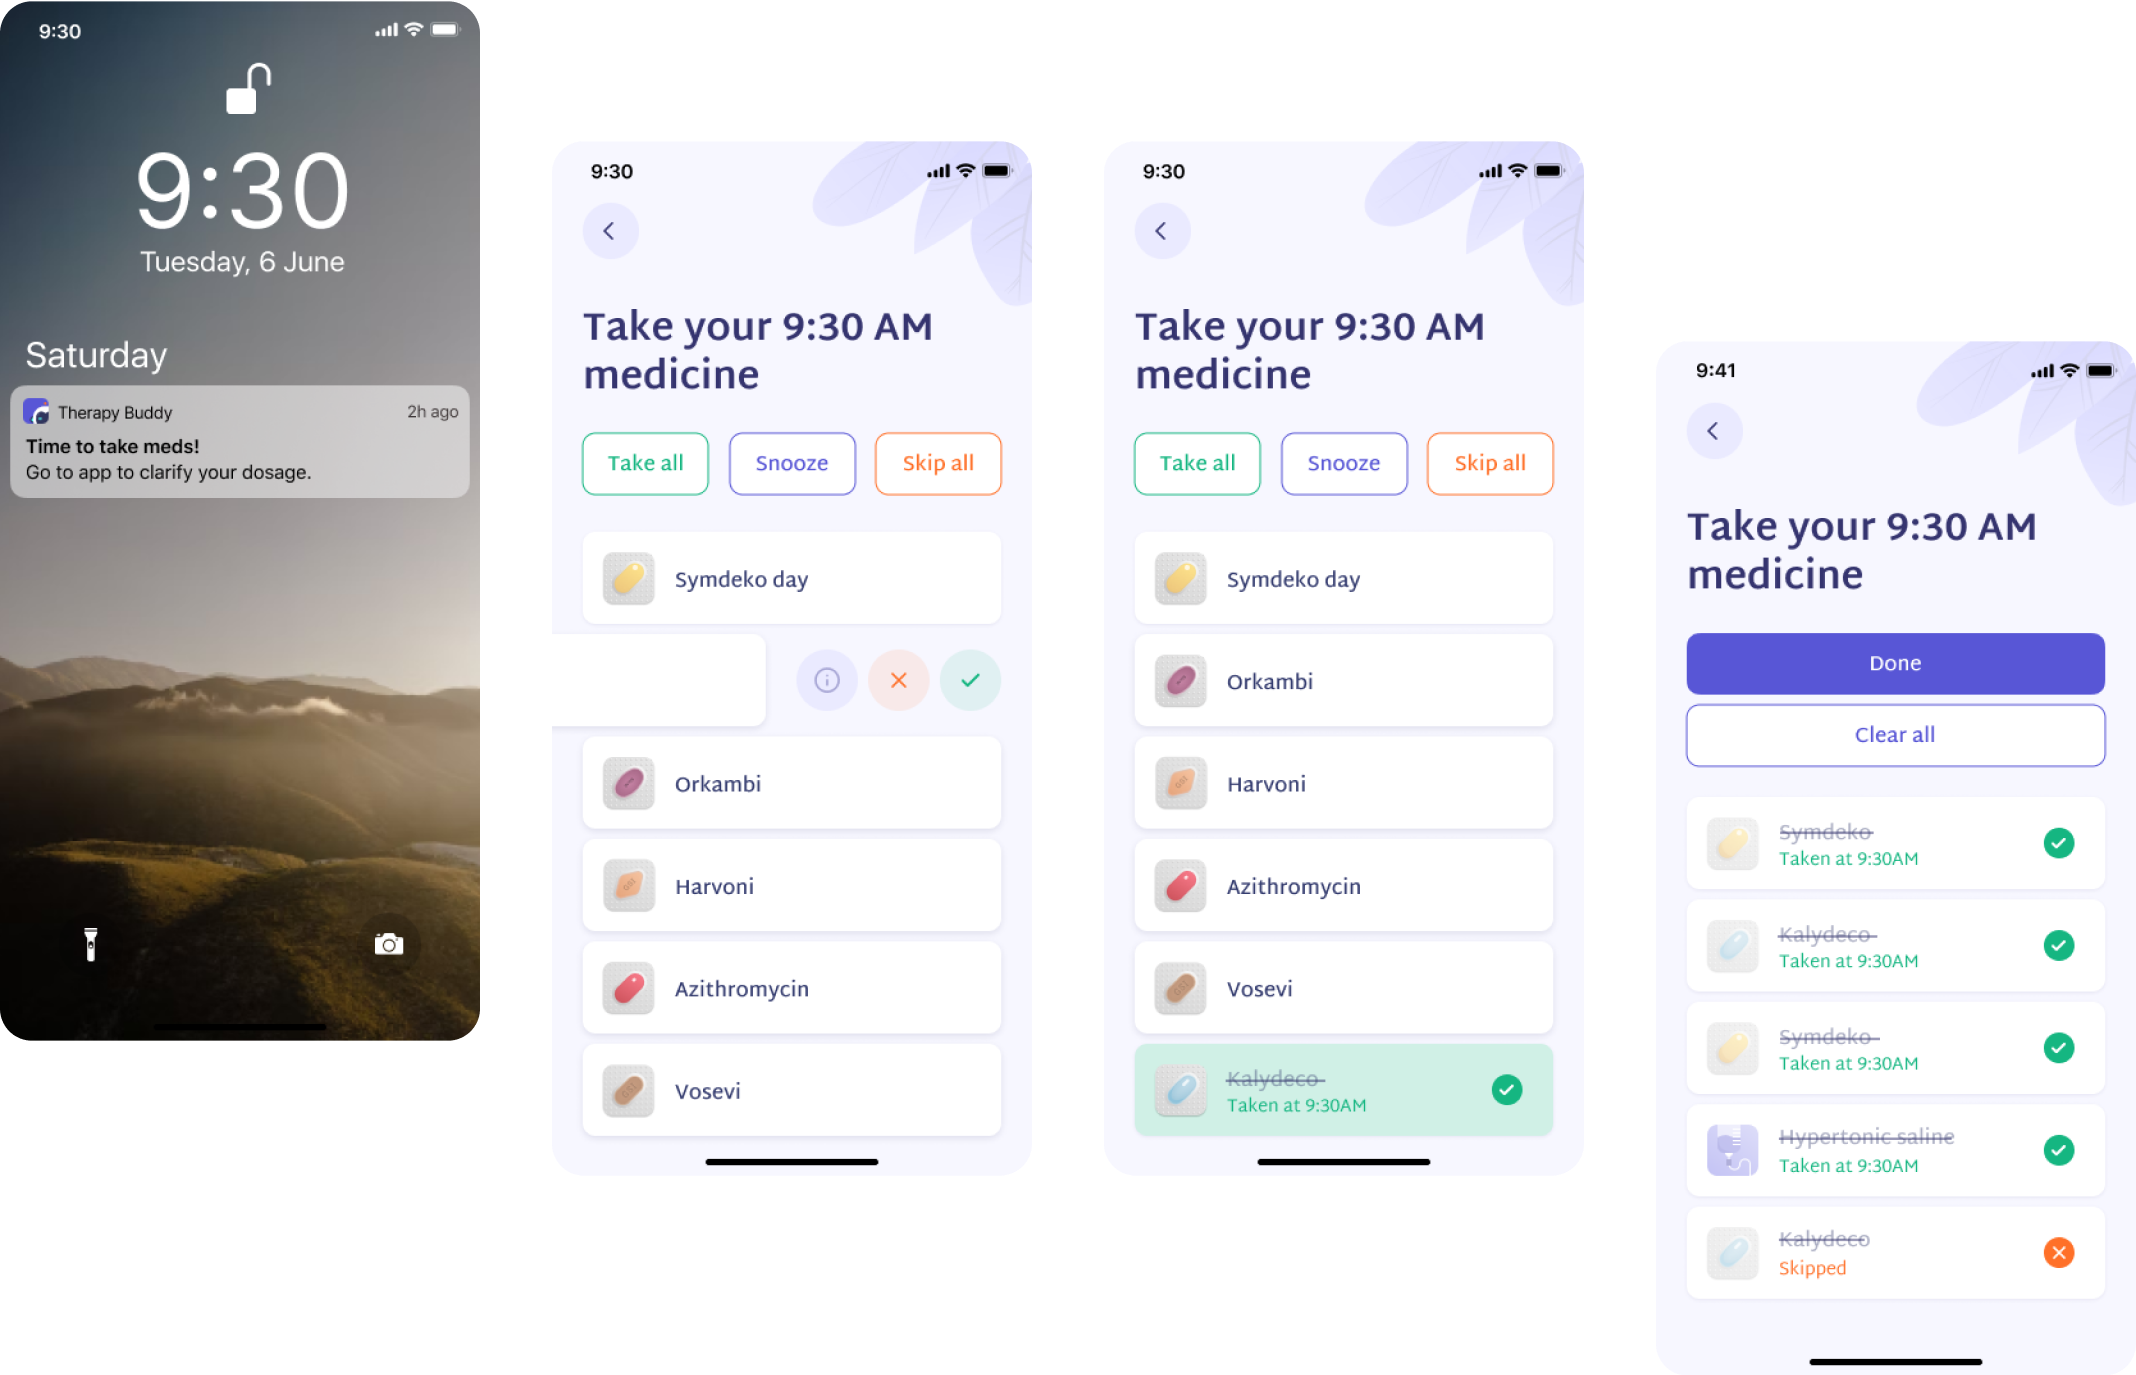 9:30
9:30
Tuesday, 6 June
Saturday
Therapy Buddy
2h ago
Time to take meds!
Go to app to clarify your dosage.
9:30
Take your 9:30 AM
medicine
Take all
Snooze
Skip all
Symdeko day
Orkambi
Harvoni
Azithromycin
Vosevi
9:30
Take your 9:30 AM
medicine
Take all
Snooze
Skip all
Symdeko day
Orkambi
Harvoni
Azithromycin
Vosevi
Kalydeco
Taken at 9:30AM
9:41
Take your 9:30 AM
medicine
Done
Clear all
Symdeko
Taken at 9:30AM
Kalydeco
Taken at 9:30AM
Symdeko
Taken at 9:30AM
Hypertonic saline
Taken at 9:30AM
Kalydeco
Skipped